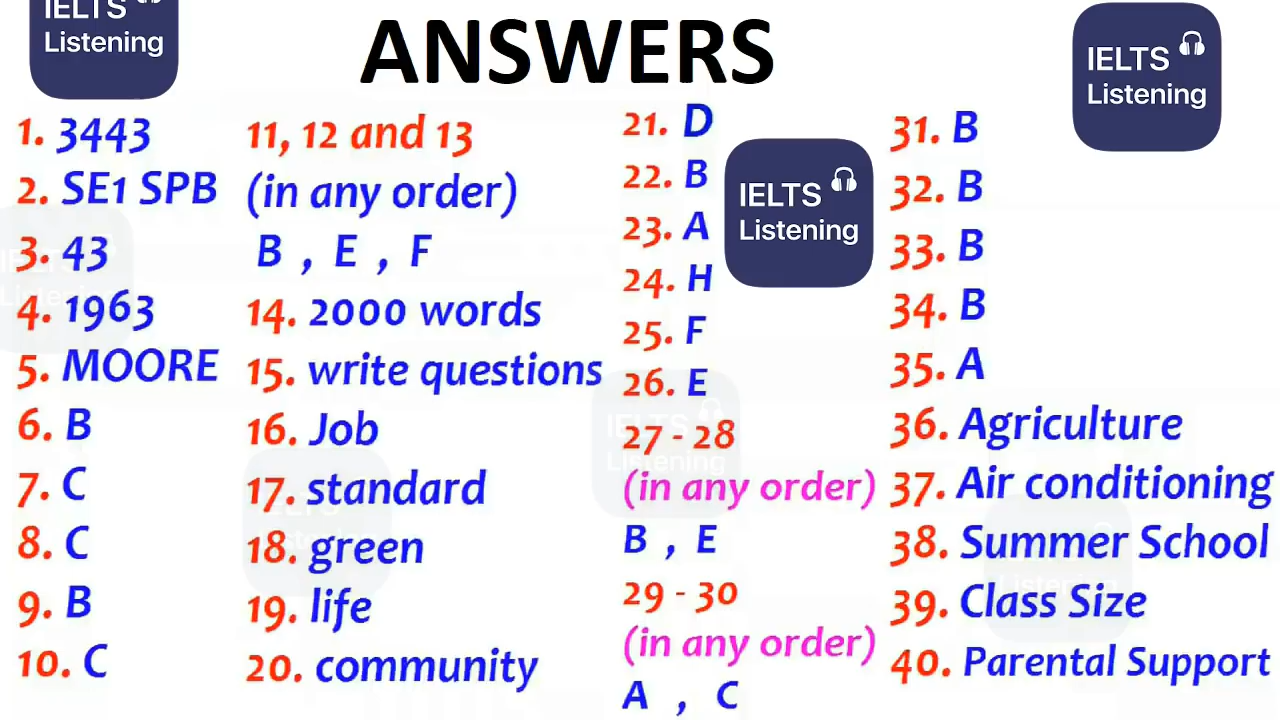 IELTS
Listening
ANSWERS
IELTS
Listening
1. 3443
2. SE1 SPB
3. 43
4. 1963
5. MOORE
6. B
7. C
8. C
9. B
10. C
11, 12 and 13
(in any order)
B , E , F
14. 2000 words
15. write questions
16. Job
17. standard
18. green
19. life
20. community
21. D
22. B
23. A
24. H
25. F
26. E
27 - 28
(in any order)
B , E
29 - 30
(in any order)
A , C
IELTS
Listening
31. B
32. B
33. B
34. B
35. A
36. Agriculture
37. Air conditioning
38. Summer School
39. Class Size
40. Parental Support